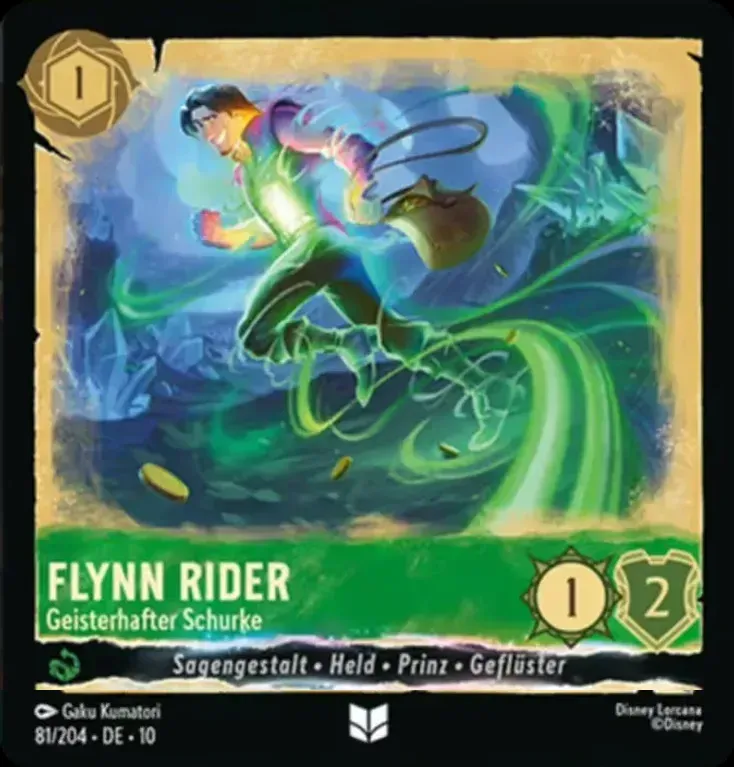 1
FLYNN RIDER
Geisterhafter Schurke
1
2
Sagengestalt • Held • Prinz • Geflüster
Gaku Kumatori
81/204 • DE • 10
Disney Lorcana
©Disney